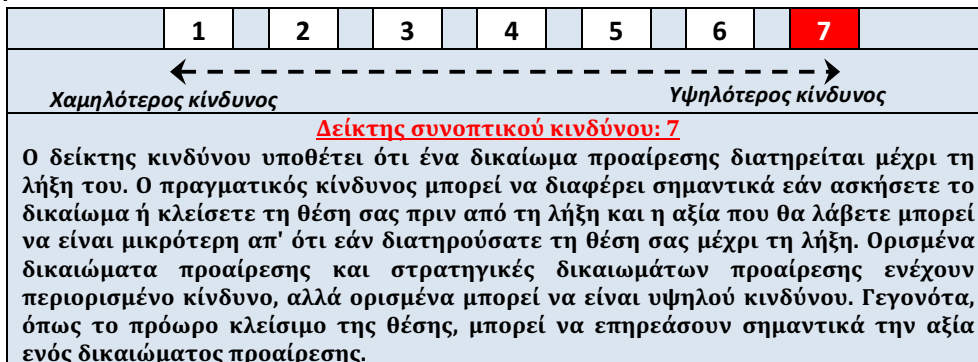 1 2 3 4 5 6 7
Χαμηλότερος κίνδυνος Υψηλότερος κίνδυνος
Δείκτης συνοπτικού κινδύνου: 7
Ο δείκτης κινδύνου υποθέτει ότι ένα δικαίωμα προαίρεσης διατηρείται μέχρι τη
λήξη του. Ο πραγματικός κίνδυνος μπορεί να διαφέρει σημαντικά εάν ασκήσετε το
δικαίωμα ή κλείσετε τη θέση σας πριν από τη λήξη και η αξία που θα λάβετε μπορεί
να είναι μικρότερη απ' ότι εάν διατηρούσατε τη θέση σας μέχρι τη λήξη. Ορισμένα
δικαιώματα προαίρεσης και στρατηγικές δικαιωμάτων προαίρεσης ενέχουν
περιορισμένο κίνδυνο, αλλά ορισμένα μπορεί να είναι υψηλού κινδύνου. Γεγονότα,
όπως το πρόωρο κλείσιμο της θέσης, μπορεί να επηρεάσουν σημαντικά την αξία
ενός δικαιώματος προαίρεσης.